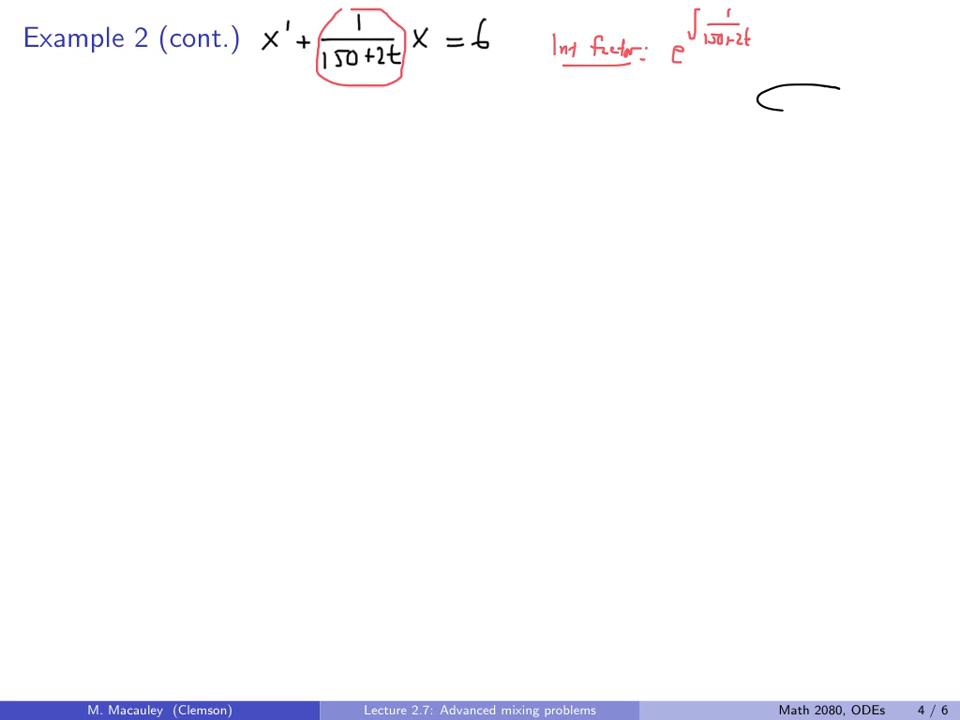 Example 2 (cont.) x' + 1/(150+2t) x = 6
Int factor: e^∫ 1/(150+2t)
M. Macauley (Clemson) Lecture 2.7: Advanced mixing problems Math 2080, ODEs 4 / 6